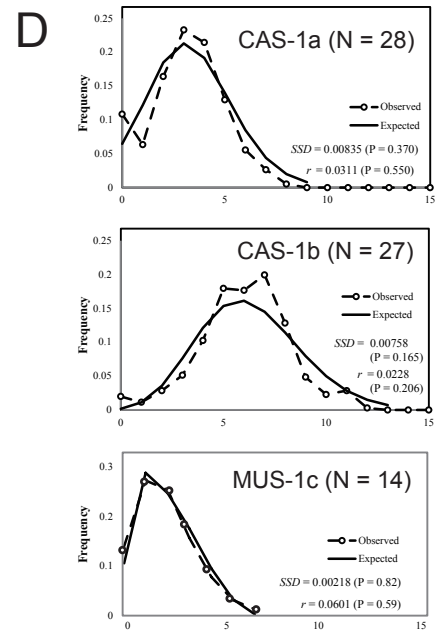 D
CAS-1a (N = 28)
Frequency
0.25
0.2
0.15
0.1
0.05
0
Observed
Expected
SSD = 0.00835 (P = 0.370)
r = 0.0311 (P = 0.550)
0 5 10 15
CAS-1b (N = 27)
Frequency
0.25
0.2
0.15
0.1
0.05
0
Observed
Expected
SSD = 0.00758
(P = 0.165)
r = 0.0228
(P = 0.206)
0 5 10 15
MUS-1c (N = 14)
Frequency
0.3
0.2
0.1
0
Observed
Expected
SSD = 0.00218 (P = 0.82)
r = 0.0601 (P = 0.59)
0 5 10 15